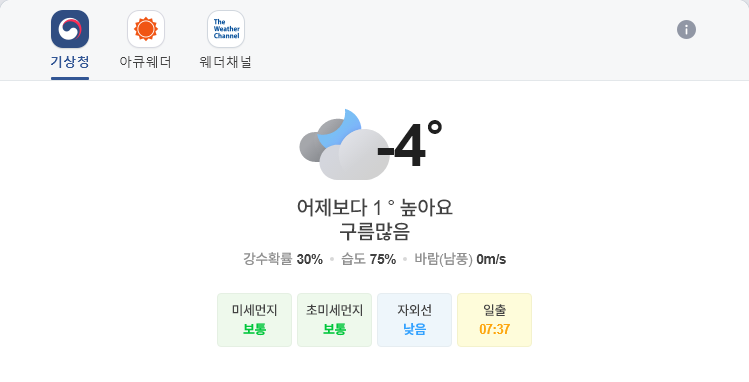 The
Weather
Channel
기상청 아큐웨더 웨더채널
-4°
어제보다 1° 높아요
구름많음
강수확률 30% • 습도 75% • 바람(남풍) 0m/s
미세먼지 초미세먼지 자외선 일출
보통 보통 낮음 07:37